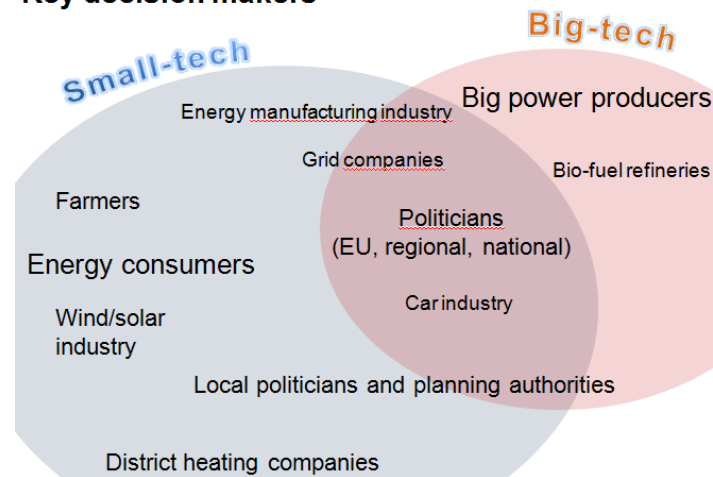 Key decision makers
Big-tech
Small-tech
Big power producers
Energy manufacturing industry
Grid companies
Bio-fuel refineries
Farmers
Politicians
(EU, regional, national)
Energy consumers
Car industry
Wind/solar
industry
Local politicians and planning authorities
District heating companies